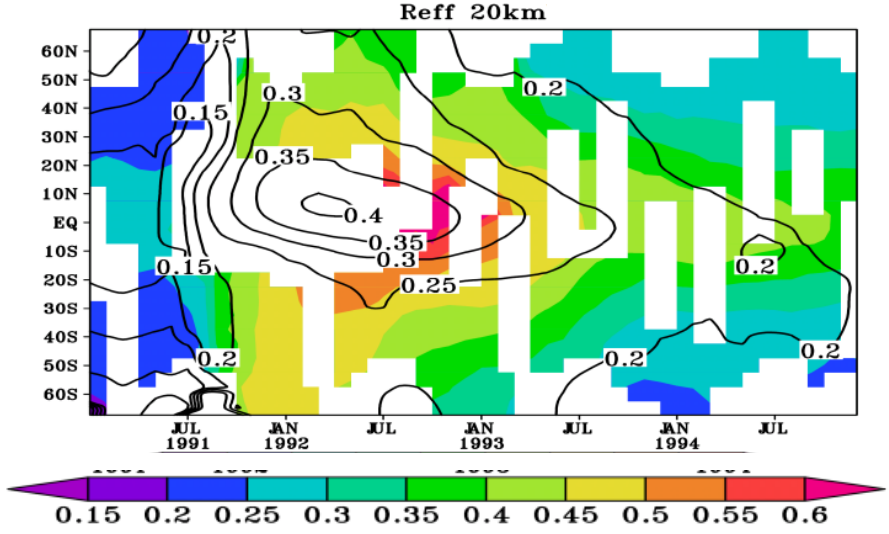 Reff 20km
60N
50N
40N
30N
20N
10N
EQ
10S
20S
30S
40S
50S
60S
0.2
0.3
0.2
0.15
0.35
0.4
0.35
0.3
0.15
0.2
0.25
0.2
0.2
0.2
JUL JAN JUL JAN JUL JAN JUL
1991 1992 1993 1994
0.15 0.2 0.25 0.3 0.35 0.4 0.45 0.5 0.55 0.6